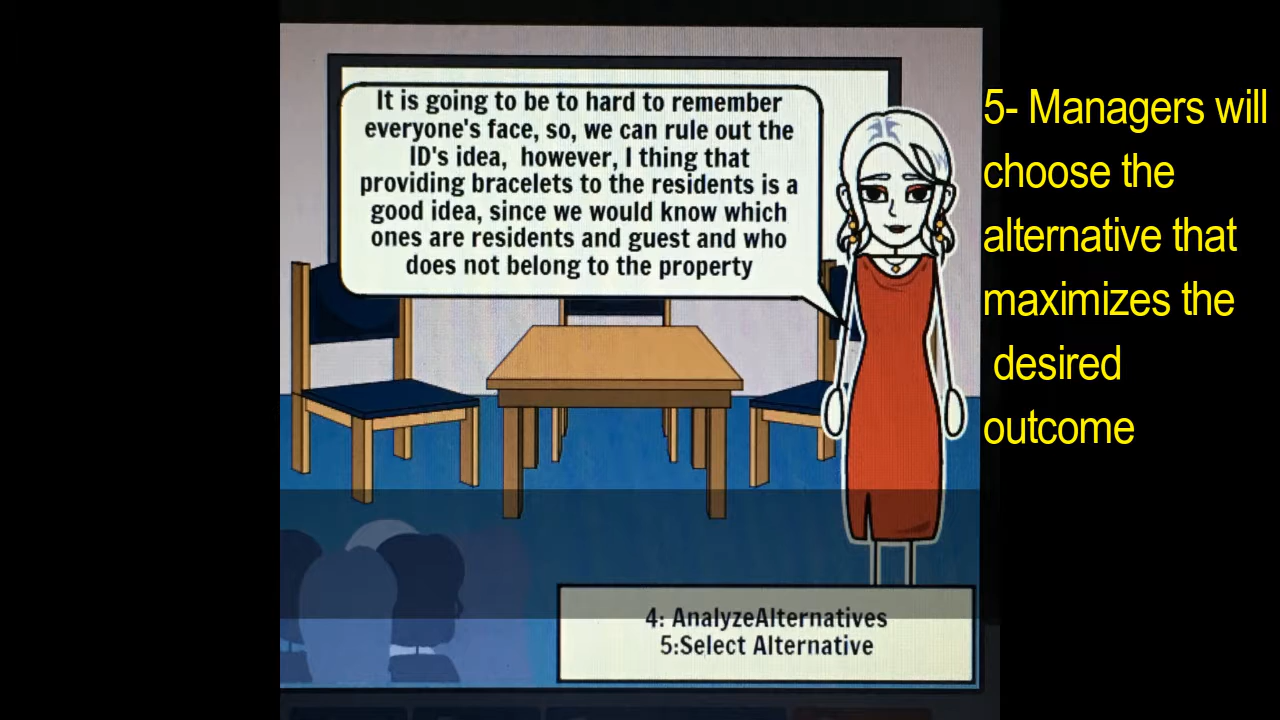 It is going to be to hard to remember
everyone's face, so, we can rule out the
ID's idea, however, I thing that
providing bracelets to the residents is a
good idea, since we would know which
ones are residents and guest and who
does not belong to the property
5- Managers will
choose the
alternative that
maximizes the
desired
outcome
4: AnalyzeAlternatives
5:Select Alternative